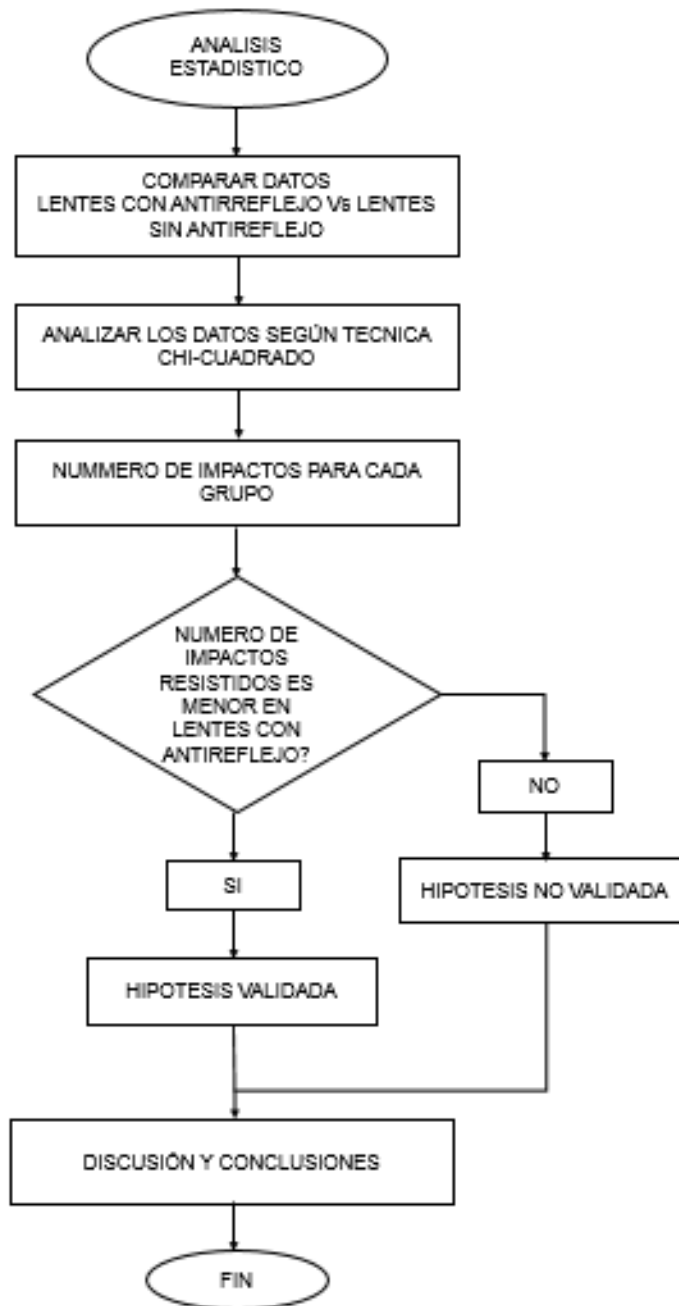 ANALISIS
ESTADISTICO
COMPARAR DATOS
LENTES CON ANTIRREFLEJO Vs LENTES
SIN ANTIREFLEJO
ANALIZAR LOS DATOS SEGÚN TECNICA
CHI-CUADRADO
NUMMERO DE IMPACTOS PARA CADA
GRUPO
NUMERO DE
IMPACTOS
RESISTIDOS ES
MENOR EN
LENTES CON
ANTIREFLEJO?
NO
SI
HIPOTESIS NO VALIDADA
HIPOTESIS VALIDADA
DISCUSIÓN Y CONCLUSIONES
FIN